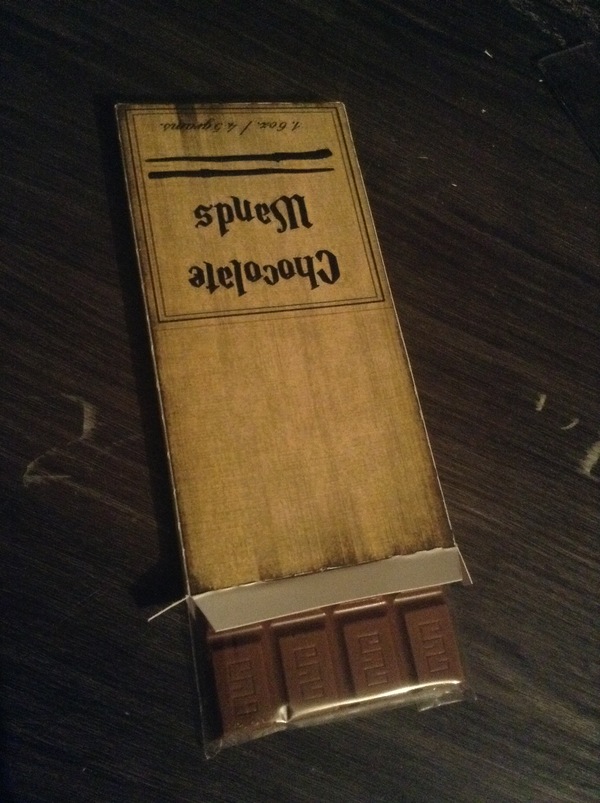 Chocolate
Wands
1.6oz. / 45grams.